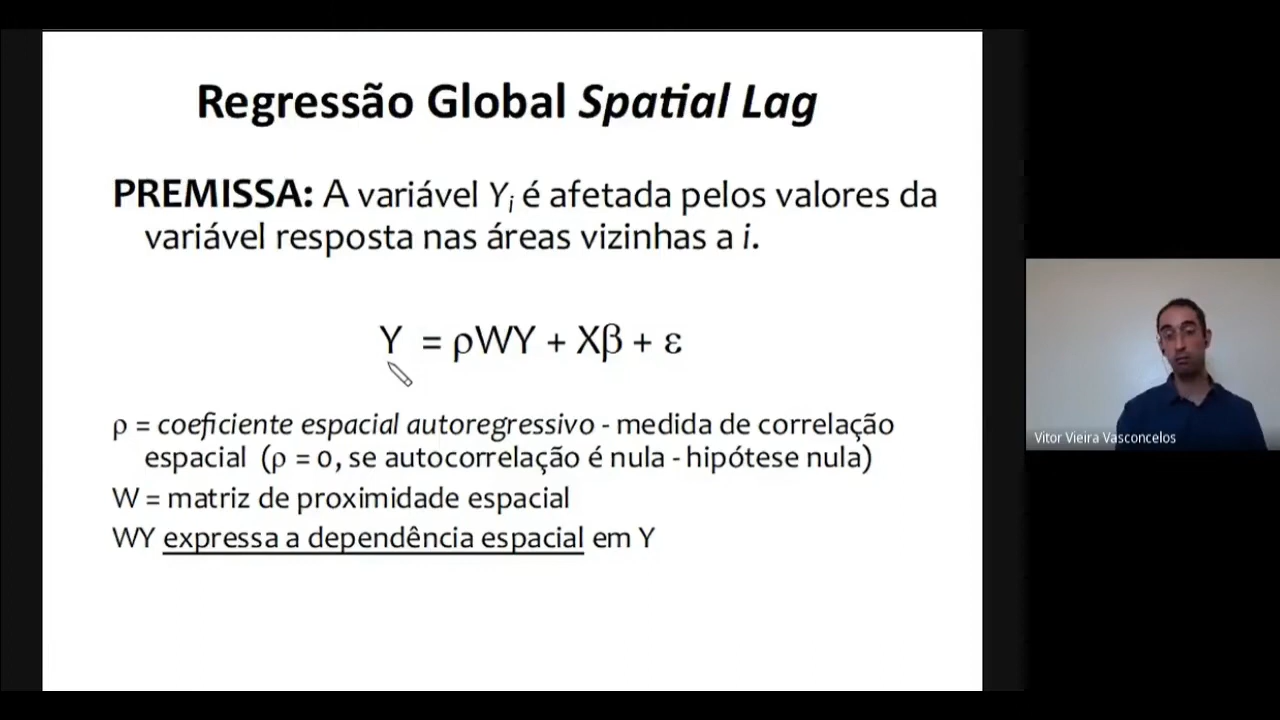 Regressão Global Spatial Lag
PREMISSA: A variável Yi é afetada pelos valores da
variável resposta nas áreas vizinhas a i.
Y = ρWY + Xβ + ε
ρ = coeficiente espacial autoregressivo - medida de correlação
espacial (ρ = 0, se autocorrelação é nula - hipótese nula)
W = matriz de proximidade espacial
WY expressa a dependência espacial em Y
Vitor Vieira Vasconcelos